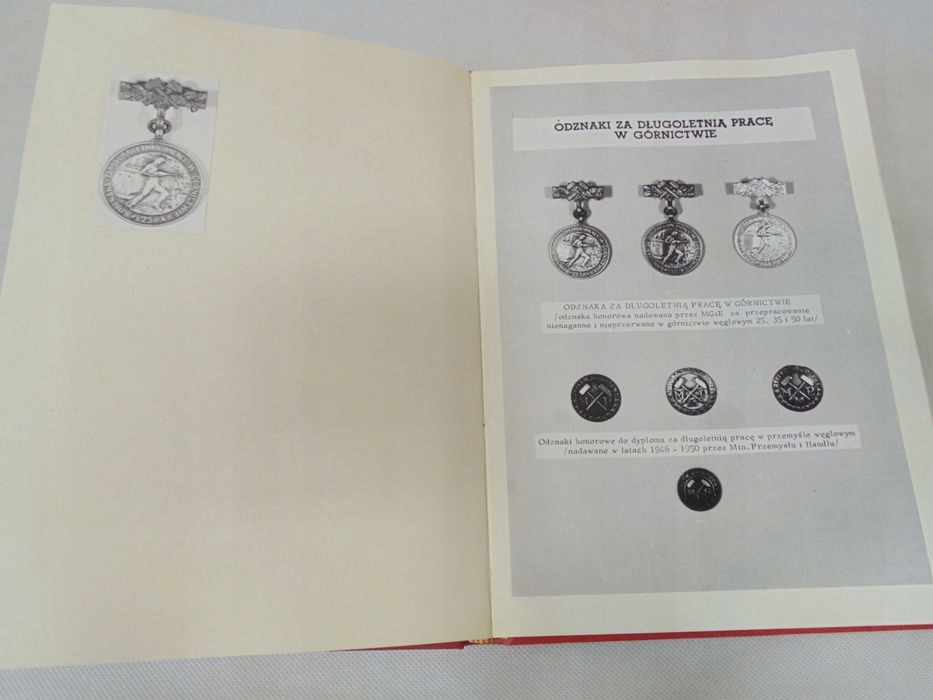 ODZNAKI ZA DŁUGOLETNIĄ PRACĘ
W GÓRNICTWIE
ODZNAKA ZA DŁUGOLETNIĄ PRACĘ W GÓRNICTWIE
/odznaka honorowa nadawana przez MGiE za przepracowanie
nienaganne i nieprzerwane w górnictwie węglowym 25, 35 i 50 lat/
Odznaki honorowe do dyplomu za długoletnią pracę w przemyśle węglowym
/nadawane w latach 1946 - 1950 przez Min. Przemysłu i Handlu/